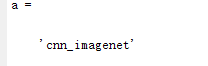 a =
'cnn_imagenet'